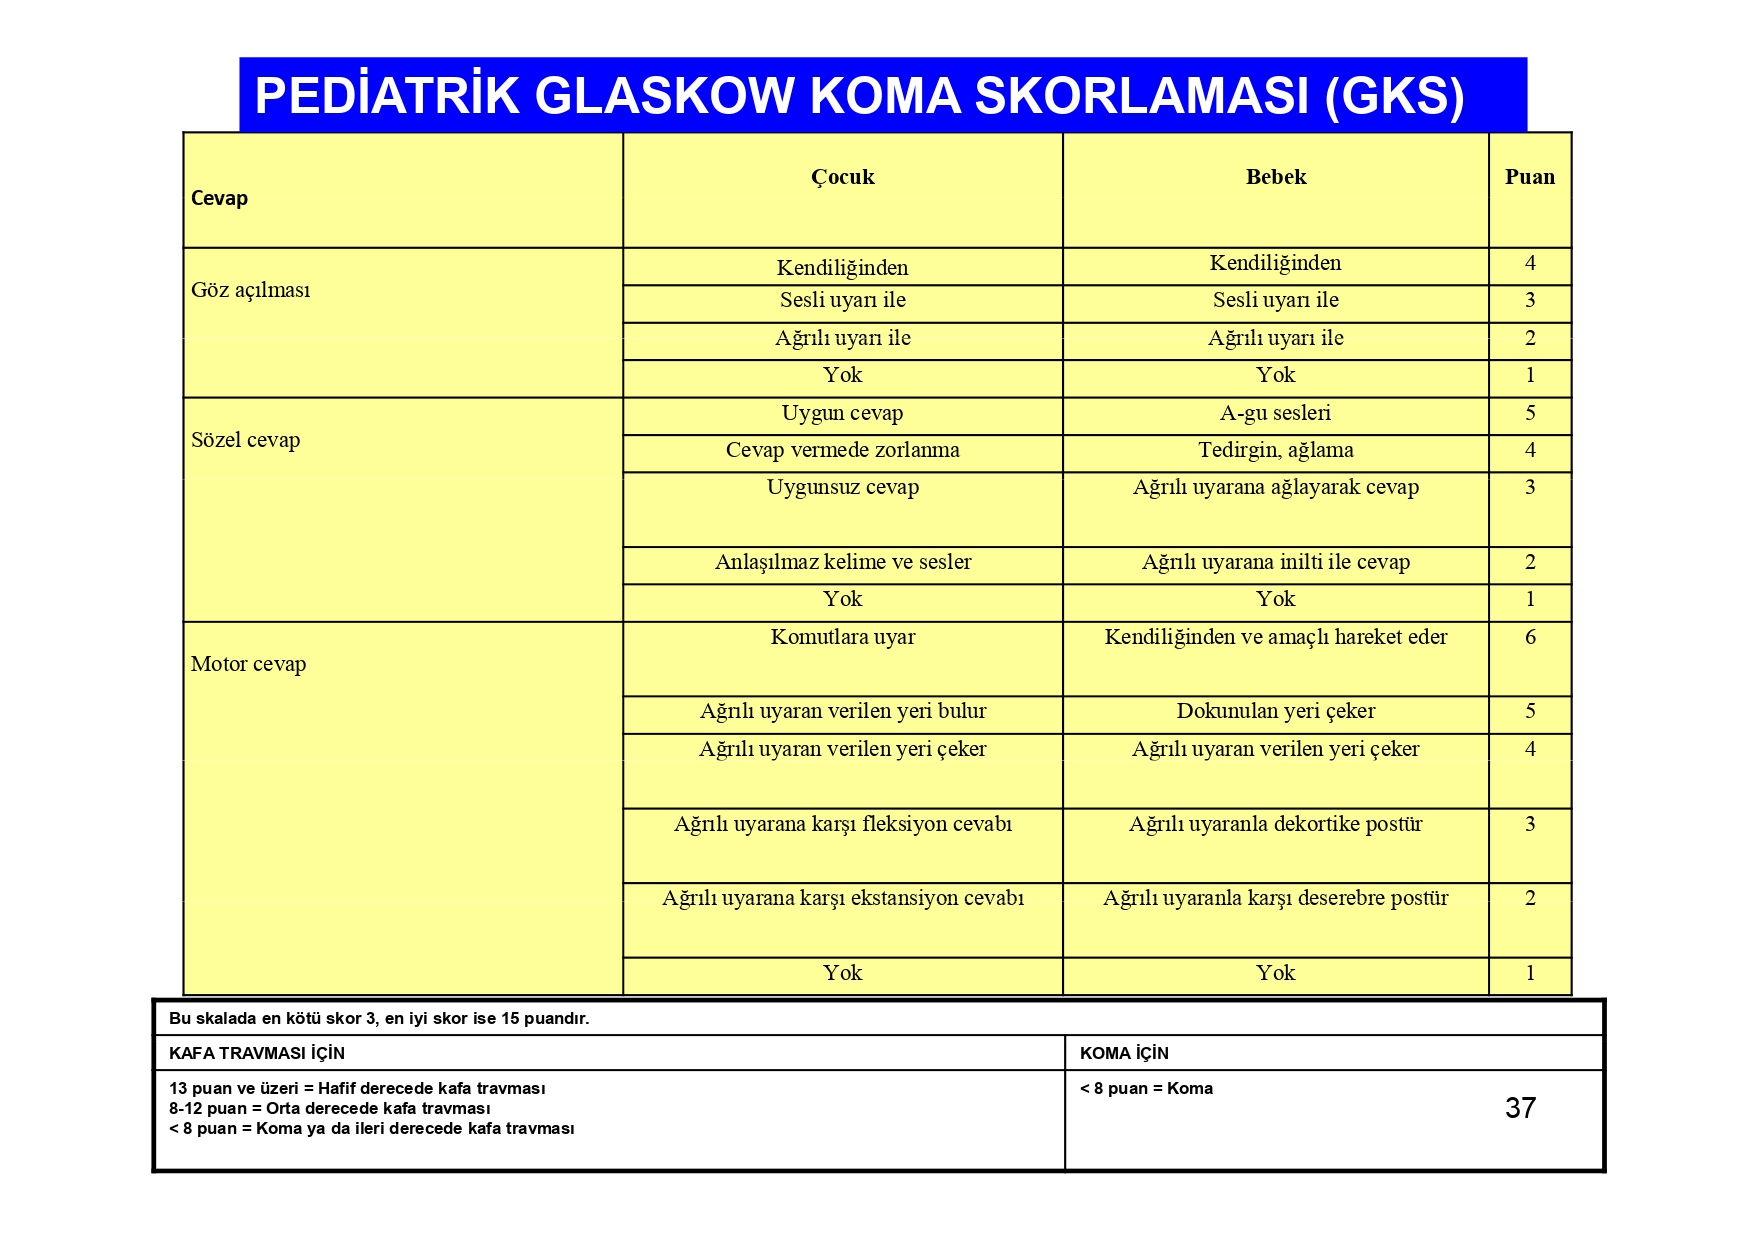 PEDİATRİK GLASKOW KOMA SKORLAMASI (GKS)
Cevap Çocuk Bebek Puan
Göz açılması Kendiliğinden Kendiliğinden 4
Sesli uyarı ile Sesli uyarı ile 3
Ağrılı uyarı ile Ağrılı uyarı ile 2
Yok Yok 1
Sözel cevap Uygun cevap A-gu sesleri 5
Cevap vermede zorlanma Tedirgin, ağlama 4
Uygunsuz cevap Ağrılı uyarana ağlayarak cevap 3
Anlaşılmaz kelime ve sesler Ağrılı uyarana inilti ile cevap 2
Yok Yok 1
Motor cevap Komutlara uyar Kendiliğinden ve amaçlı hareket eder 6
Ağrılı uyaran verilen yeri bulur Dokunulan yeri çeker 5
Ağrılı uyaran verilen yeri çeker Ağrılı uyaran verilen yeri çeker 4
Ağrılı uyarana karşı fleksiyon cevabı Ağrılı uyaranla dekortike postür 3
Ağrılı uyarana karşı ekstansiyon cevabı Ağrılı uyaranla karşı deserebre postür 2
Yok Yok 1
Bu skalada en kötü skor 3, en iyi skor ise 15 puandır.
KAFA TRAVMASI İÇİN KOMA İÇİN
13 puan ve üzeri = Hafif derecede kafa travması < 8 puan = Koma
8-12 puan = Orta derecede kafa travması 37
< 8 puan = Koma ya da ileri derecede kafa travması